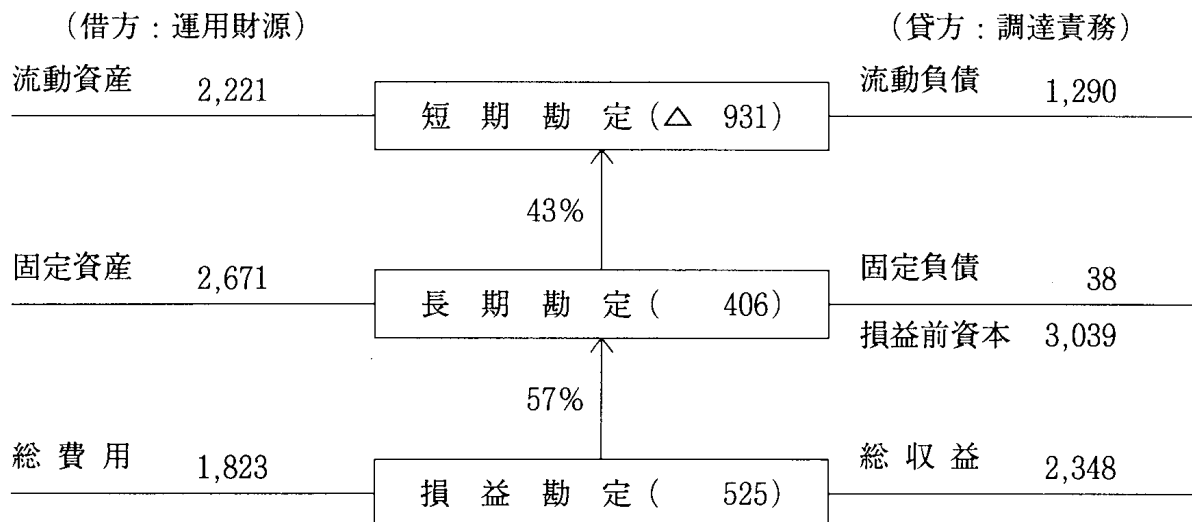 (借方：運用財源) (貸方：調達責務)
流動資産 2,221 短期勘定(△ 931) 流動負債 1,290
43%
固定資産 2,671 長期勘定( 406) 固定負債 38
損益前資本 3,039
57%
総費用 1,823 損益勘定( 525) 総収益 2,348